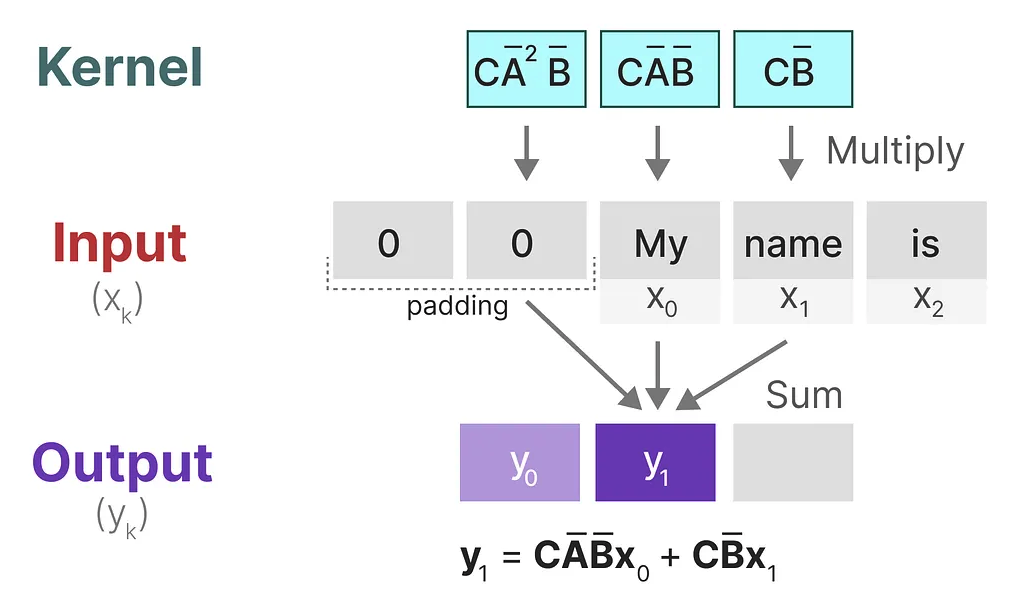 Kernel
CA̅² B̅
CA̅B̅
CB̅
Multiply
Input
(xₖ)
0
0
My
name
is
padding
x₀
x₁
x₂
Sum
Output
(yₖ)
y₀
y₁
y₁ = CA̅B̅x₀ + CB̅x₁